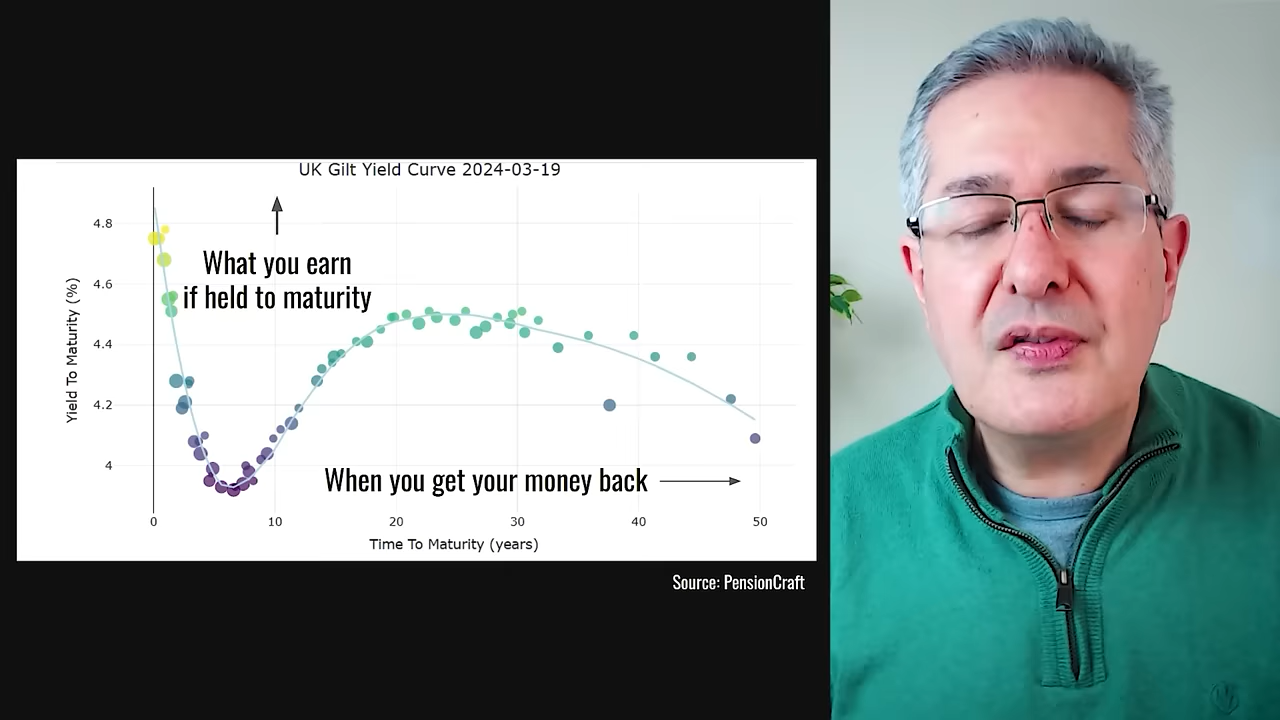 UK Gilt Yield Curve 2024-03-19
What you earn
if held to maturity
Yield To Maturity (%)
4.8
4.6
4.4
4.2
4
When you get your money back
0 10 20 30 40 50
Time To Maturity (years)
Source: PensionCraft